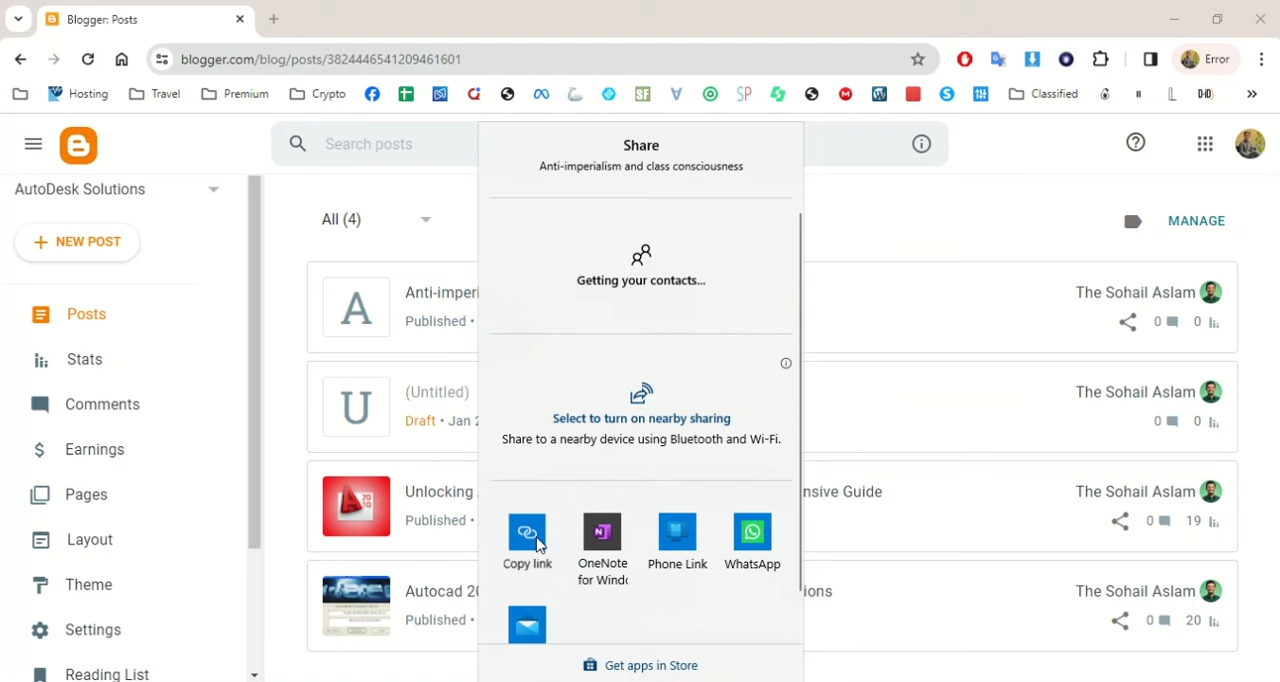 Blogger: Posts
blogger.com/blog/posts/3824446541209461601
Error
Hosting
Travel
Premium
Crypto
SF
SP
Classified
Search posts
Share
Anti-imperialism and class consciousness
AutoDesk Solutions
All (4)
MANAGE
NEW POST
Getting your contacts...
Posts
Stats
Comments
Earnings
Pages
Layout
Theme
Settings
Reading List
A
Anti-imperi
Published •
The Sohail Aslam
0 0
Select to turn on nearby sharing
Share to a nearby device using Bluetooth and Wi-Fi.
U
(Untitled)
Draft • Jan 2
The Sohail Aslam
0 0
Unlocking
nsive Guide
Published •
The Sohail Aslam
0 19
Copy link
OneNote
for Windo
Phone Link
WhatsApp
Autocad 20
ions
Published •
The Sohail Aslam
0 20
Get apps in Store